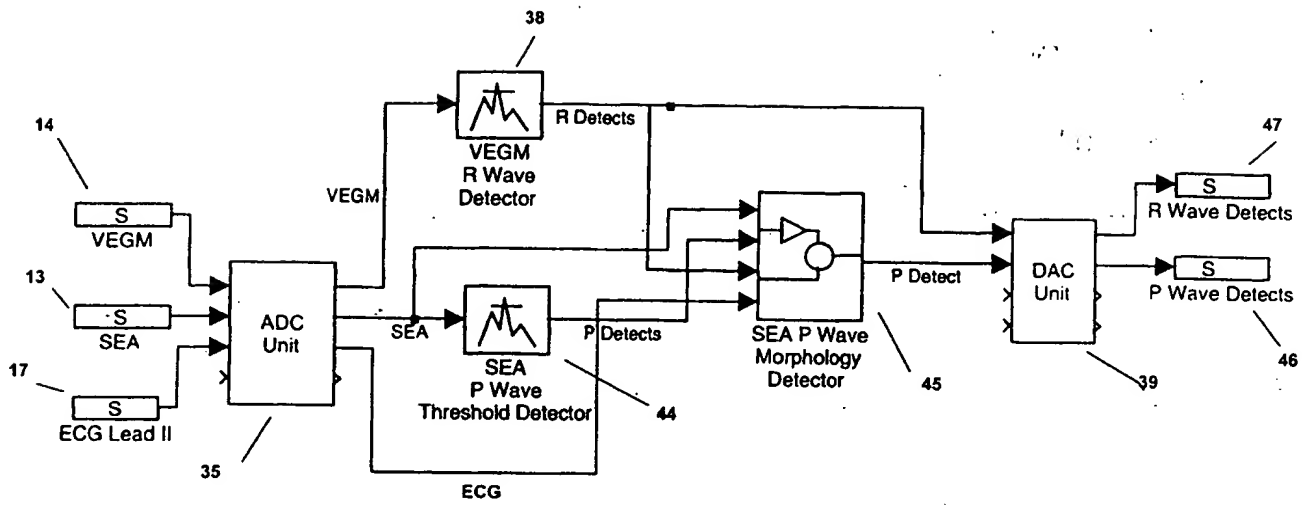 38
14
47
R Detects
S
VEGM
R Wave
Detector
VEGM
S
R Wave Detects
S
VEGM
13
P Detect
DAC
Unit
S
P Wave Detects
S
SEA
ADC
Unit
SEA
P Detects
SEA P Wave
Morphology
Detector
46
17
SEA
P Wave
Threshold Detector
44
45
39
S
ECG Lead II
35
ECG